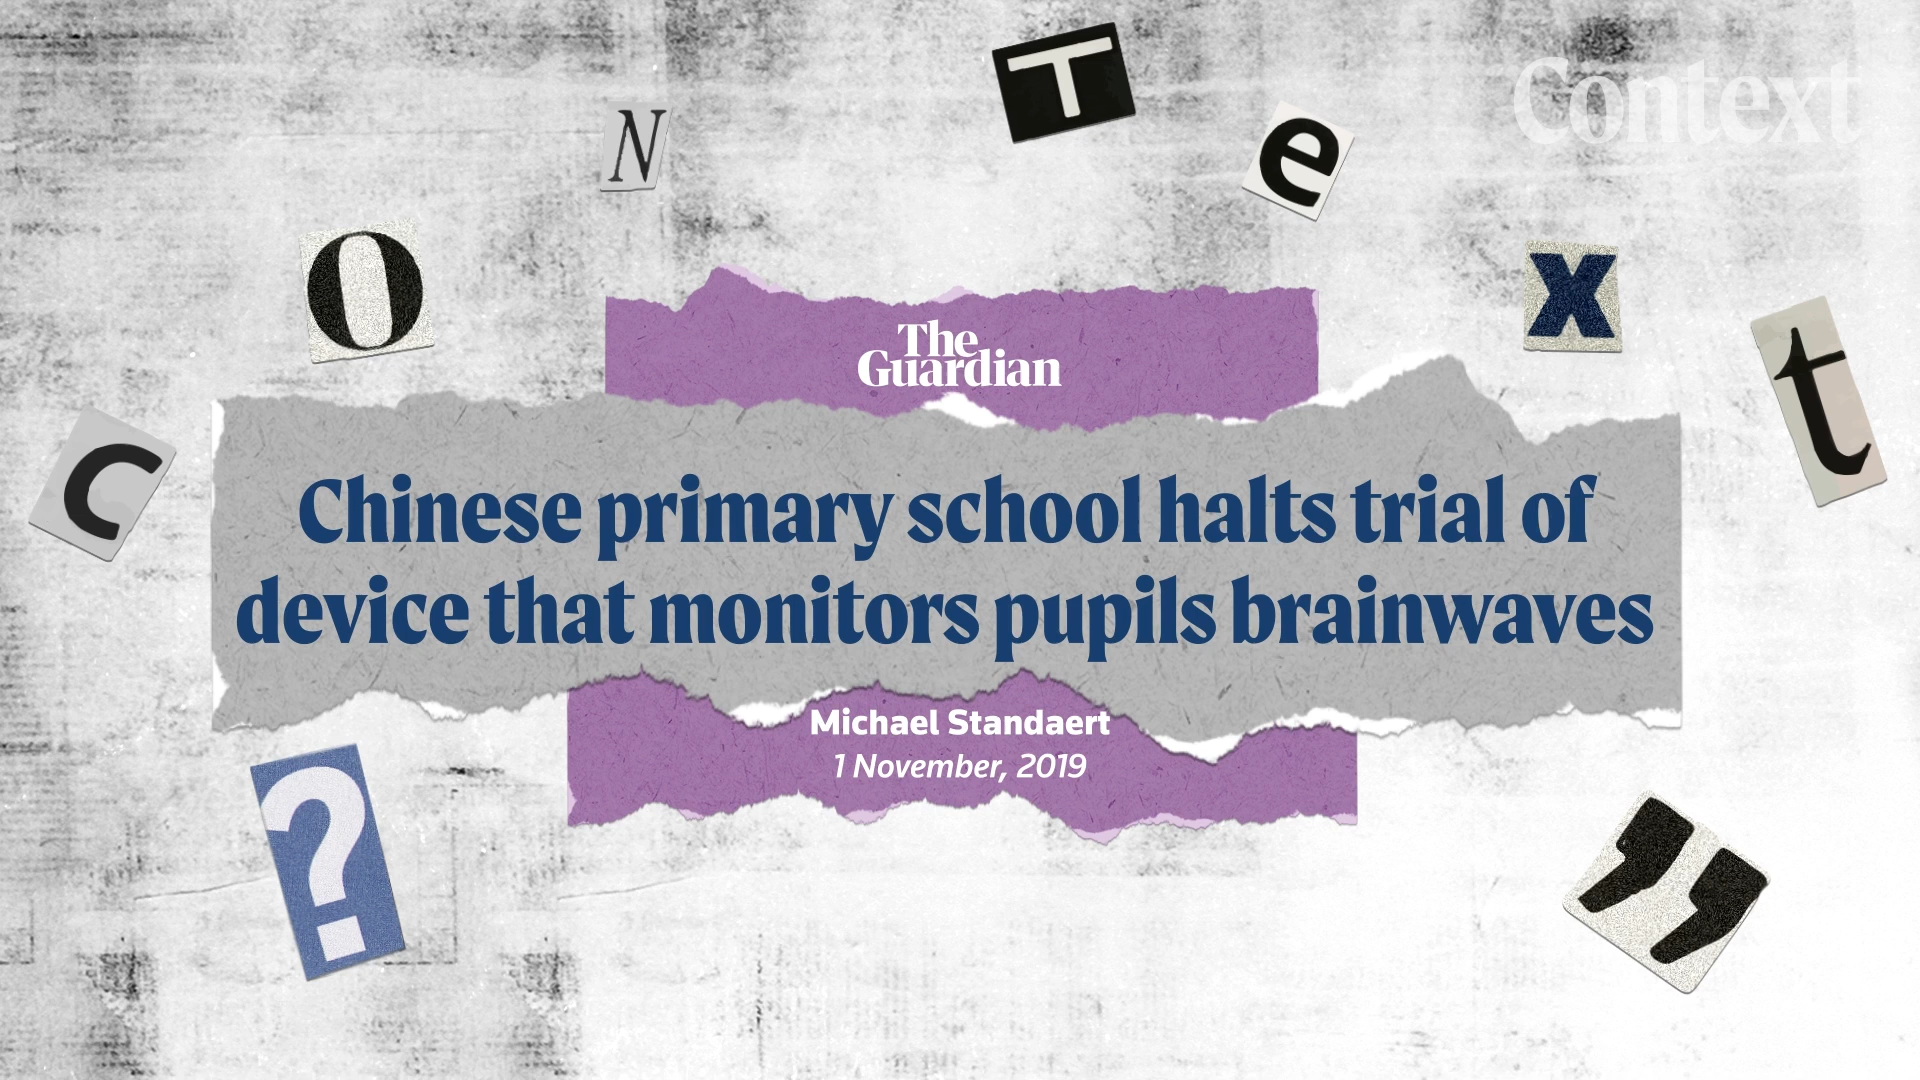 Context
C
O
N
T
e
x
t
The
Guardian
Chinese primary school halts trial of
device that monitors pupils brainwaves
Michael Standaert
1 November, 2019
?
”